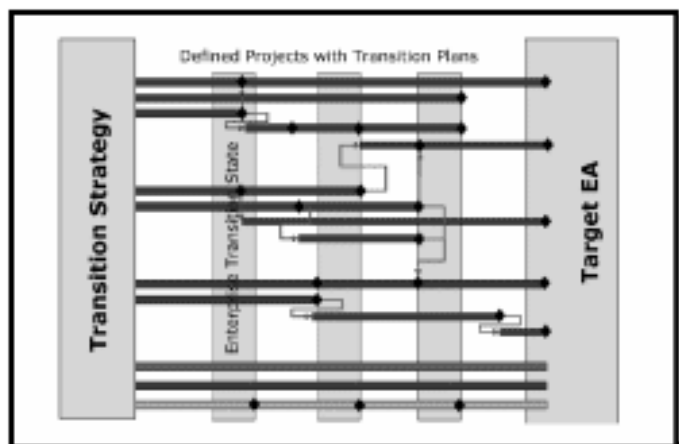 Defined Projects with Transition Plans
Transition Strategy
Enterprise Transition State
Target EA